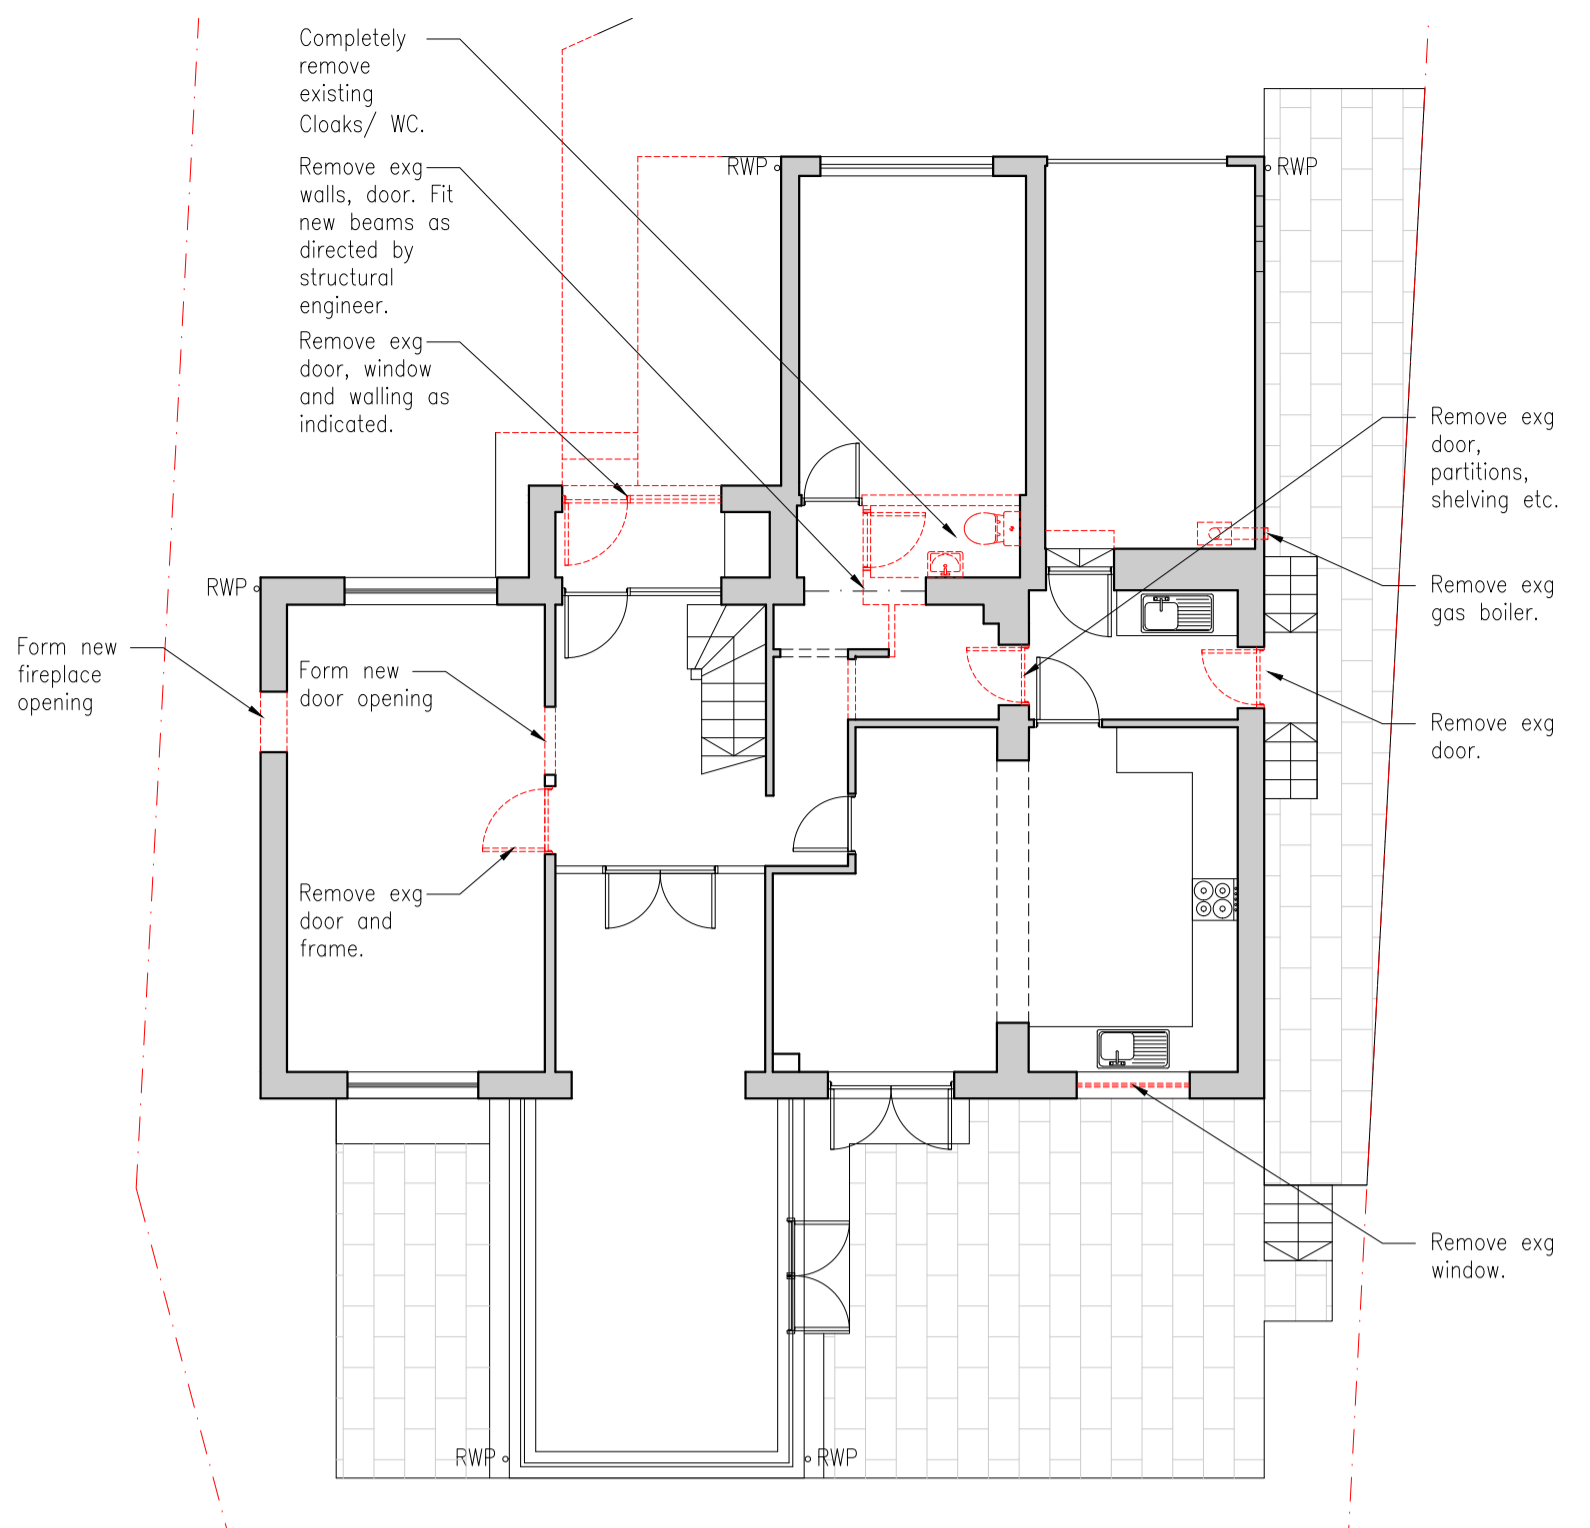 Completely
remove
existing
Cloaks/ WC.
Remove exg
walls, door. Fit
new beams as
directed by
structural
engineer.
Remove exg
door, window
and walling as
indicated.
RWP
RWP
Remove exg
door,
partitions,
shelving etc.
RWP
Remove exg
gas boiler.
Form new
fireplace
opening
Form new
door opening
Remove exg
door.
Remove exg
door and
frame.
Remove exg
window.
RWP
RWP